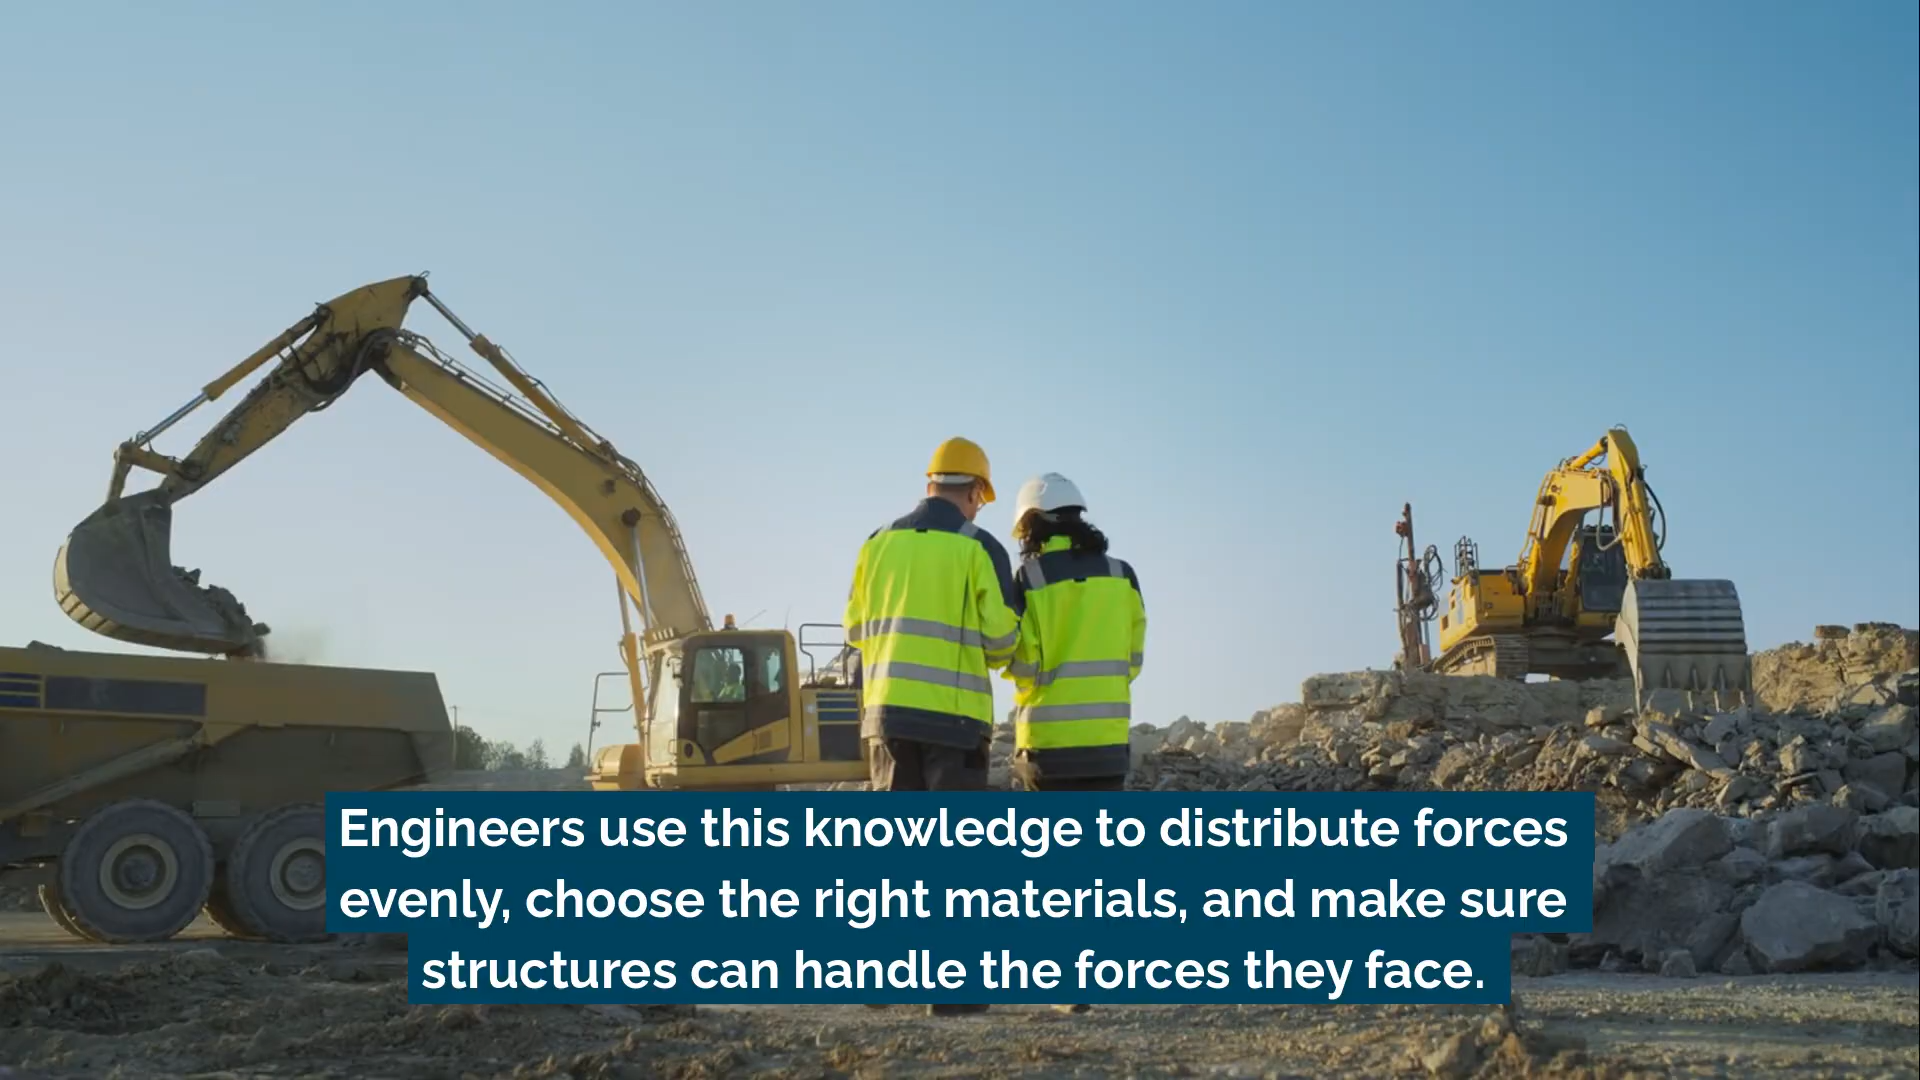 Engineers use this knowledge to distribute forces
evenly, choose the right materials, and make sure
structures can handle the forces they face.